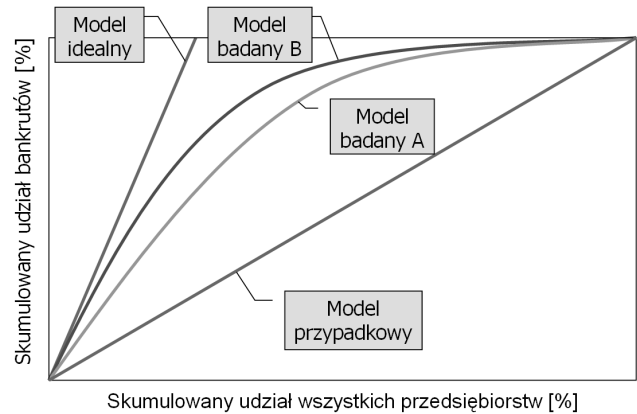 Model
idealny
Model
badany B
Model
badany A
Model
przypadkowy
Skumulowany udział bankrutów [%]
Skumulowany udział wszystkich przedsiębiorstw [%]